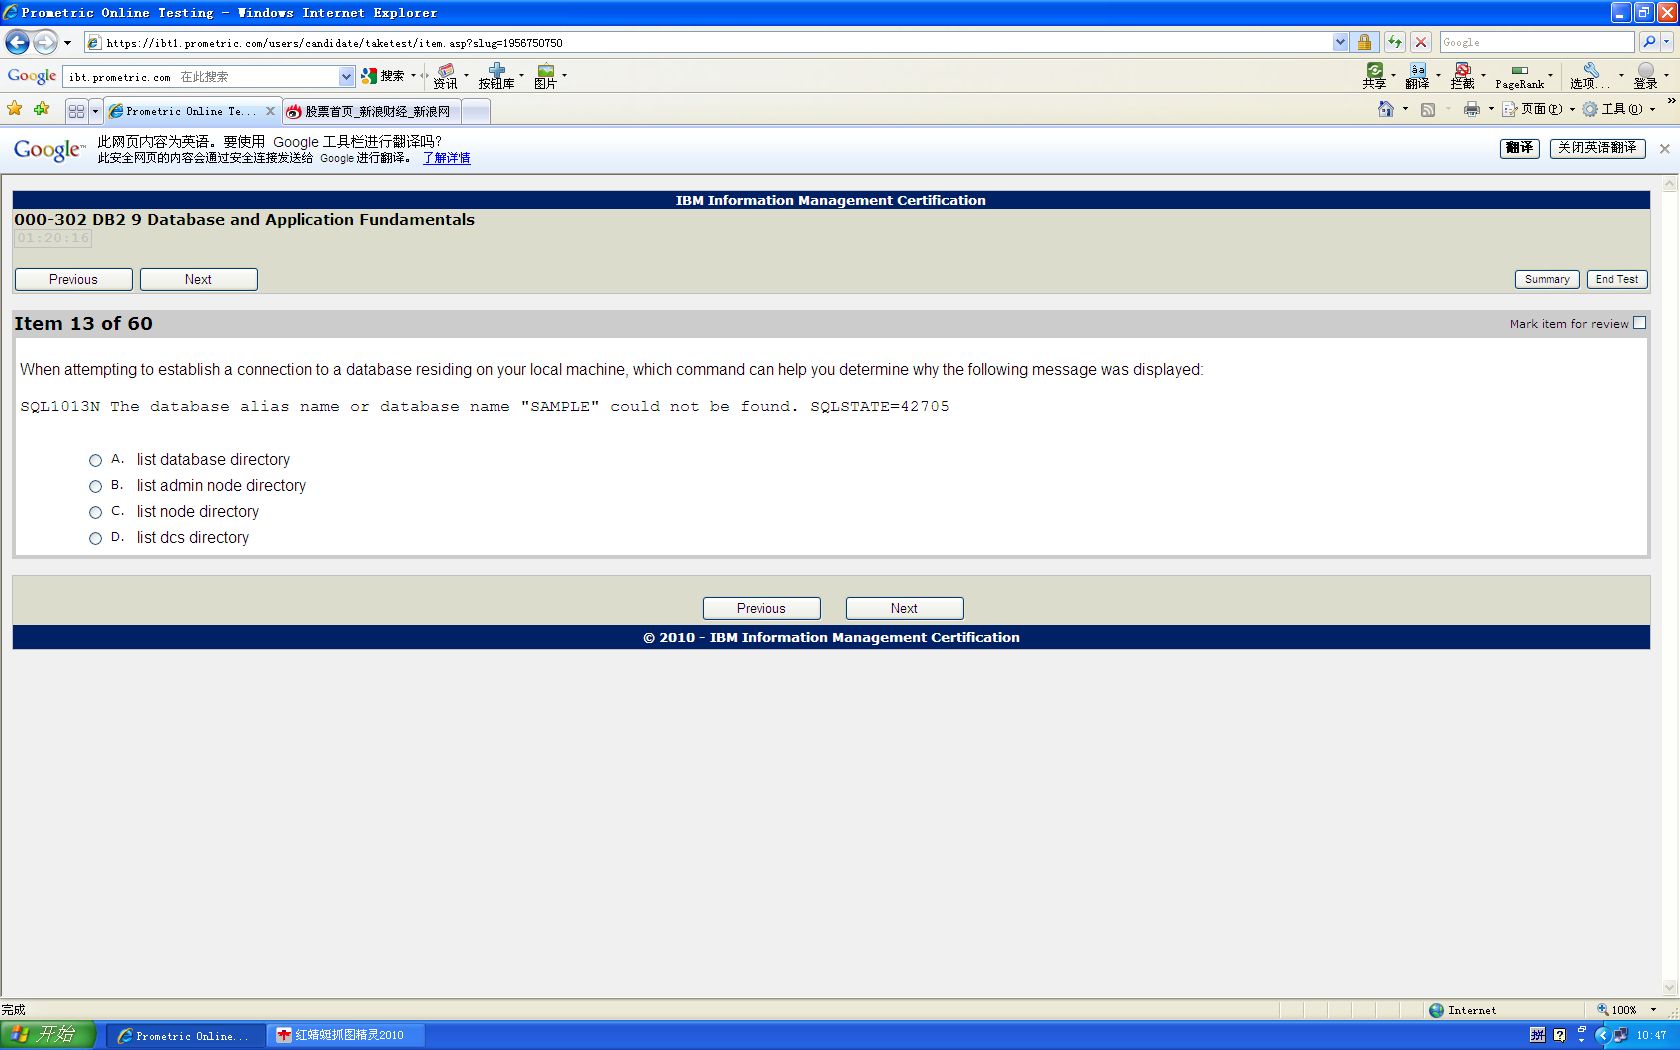 Prometric Online Testing - Windows Internet Explorer
https://ibt1.prometric.com/users/candidate/taketest/item.asp?slug=1956750750
Google
Google
ibt.prometric.com 在此搜索
搜索
资讯
按钮库
图片
共享
翻译
拦截
PageRank
选项...
登录
Prometric Online Te...
股票首页_新浪财经_新浪网
页面(P)
工具(O)
»
Google™
此网页内容为英语。要使用 Google 工具栏进行翻译吗?
此安全网页的内容会通过安全连接发送给 Google 进行翻译。 了解详情
翻译
关闭英语翻译
IBM Information Management Certification
000-302 DB2 9 Database and Application Fundamentals
01:20:16
Previous
Next
Summary
End Test
Item 13 of 60
Mark item for review
When attempting to establish a connection to a database residing on your local machine, which command can help you determine why the following message was displayed:
SQL1013N The database alias name or database name "SAMPLE" could not be found. SQLSTATE=42705
A. list database directory
B. list admin node directory
C. list node directory
D. list dcs directory
Previous
Next
© 2010 - IBM Information Management Certification
完成
Internet
100%
开始
Prometric Online...
红蜻蜓抓图精灵2010
拼
10:47